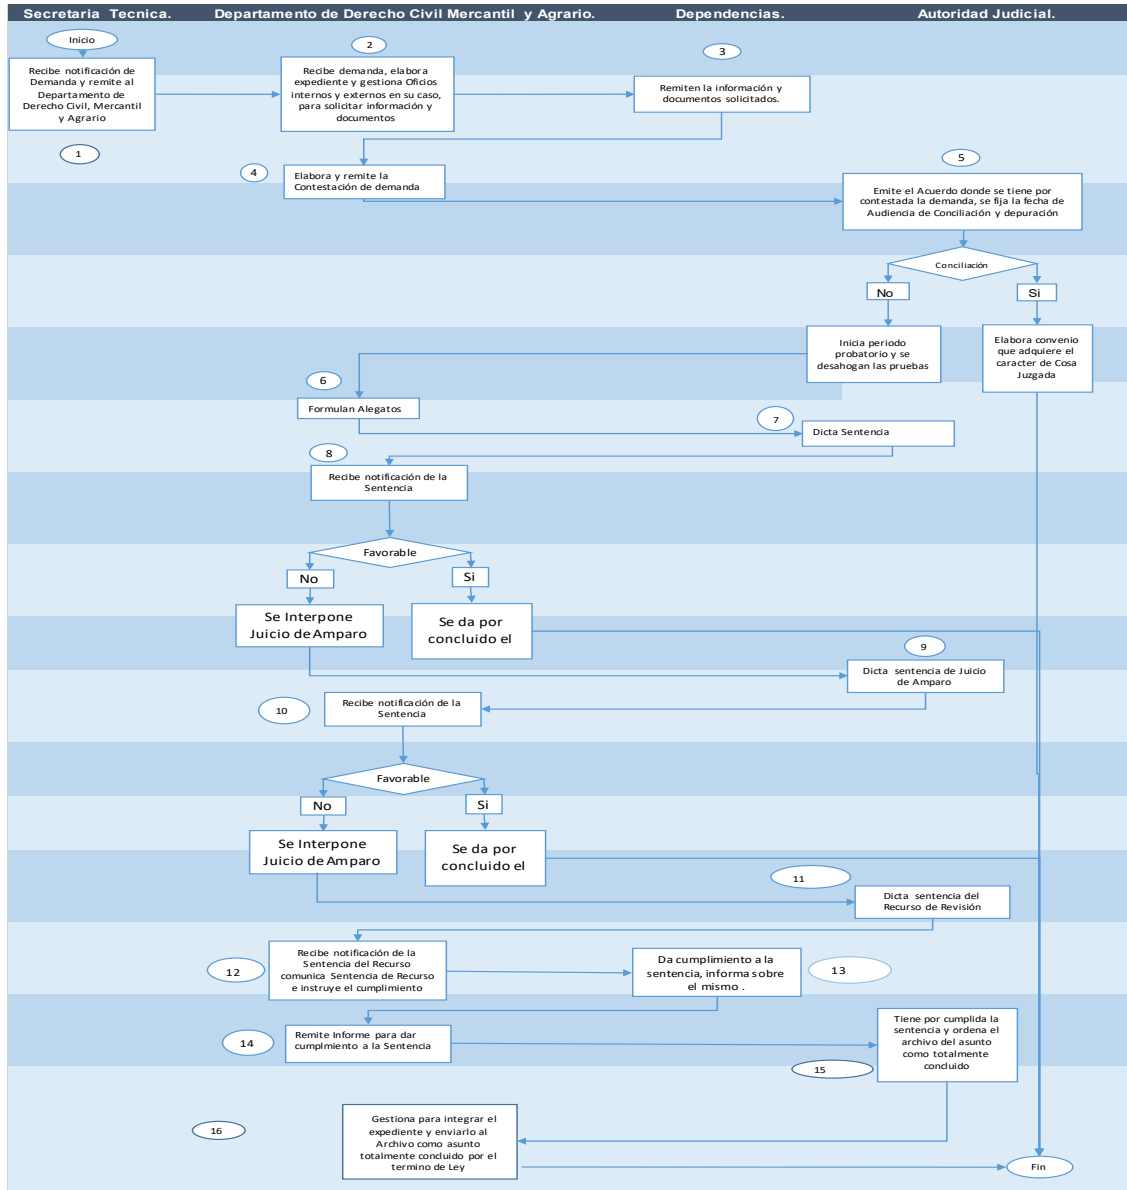 Secretaria Tecnica. Departamento de Derecho Civil Mercantil y Agrario. Dependencias. Autoridad Judicial.
Inicio
Recibe notificación de
Demanda y remite al
Departamento de
Derecho Civil, Mercantil
y Agrario
1
2
Recibe demanda, elabora
expediente y gestiona Oficios
internos y externos en su caso,
para solicitar información y
documentos
3
Remiten la información y
documentos solicitados.
4
Elabora y remite la
Contestación de demanda
5
Emite el Acuerdo donde se tiene por
contestada la demanda, se fija la fecha de
Audiencia de Conciliación y depuración
Conciliación
No
Si
Inicia periodo
probatorio y se
desahogan las pruebas
Elabora convenio
que adquiere el
caracter de Cosa
Juzgada
6
Formulan Alegatos
7
Dicta Sentencia
8
Recibe notificación de la
Sentencia
Favorable
No
Si
Se Interpone
Juicio de Amparo
Se da por
concluido el
9
Dicta sentencia de Juicio
de Amparo
10
Recibe notificación de la
Sentencia
Favorable
No
Si
Se Interpone
Juicio de Amparo
Se da por
concluido el
11
Dicta sentencia del
Recurso de Revisión
12
Recibe notificación de la
Sentencia del Recurso
comunica Sentencia de Recurso
e instruye el cumplimiento
Da cumplimiento a la
sentencia, informa sobre
el mismo .
13
14
Remite Informe para dar
cumplmiento a la Sentencia
Tiene por cumplida la
sentencia y ordena el
archivo del asunto
como totalmente
concluido
15
16
Gestiona para integrar el
expediente y enviarlo al
Archivo como asunto
totalmente concluido por el
termino de Ley
Fin